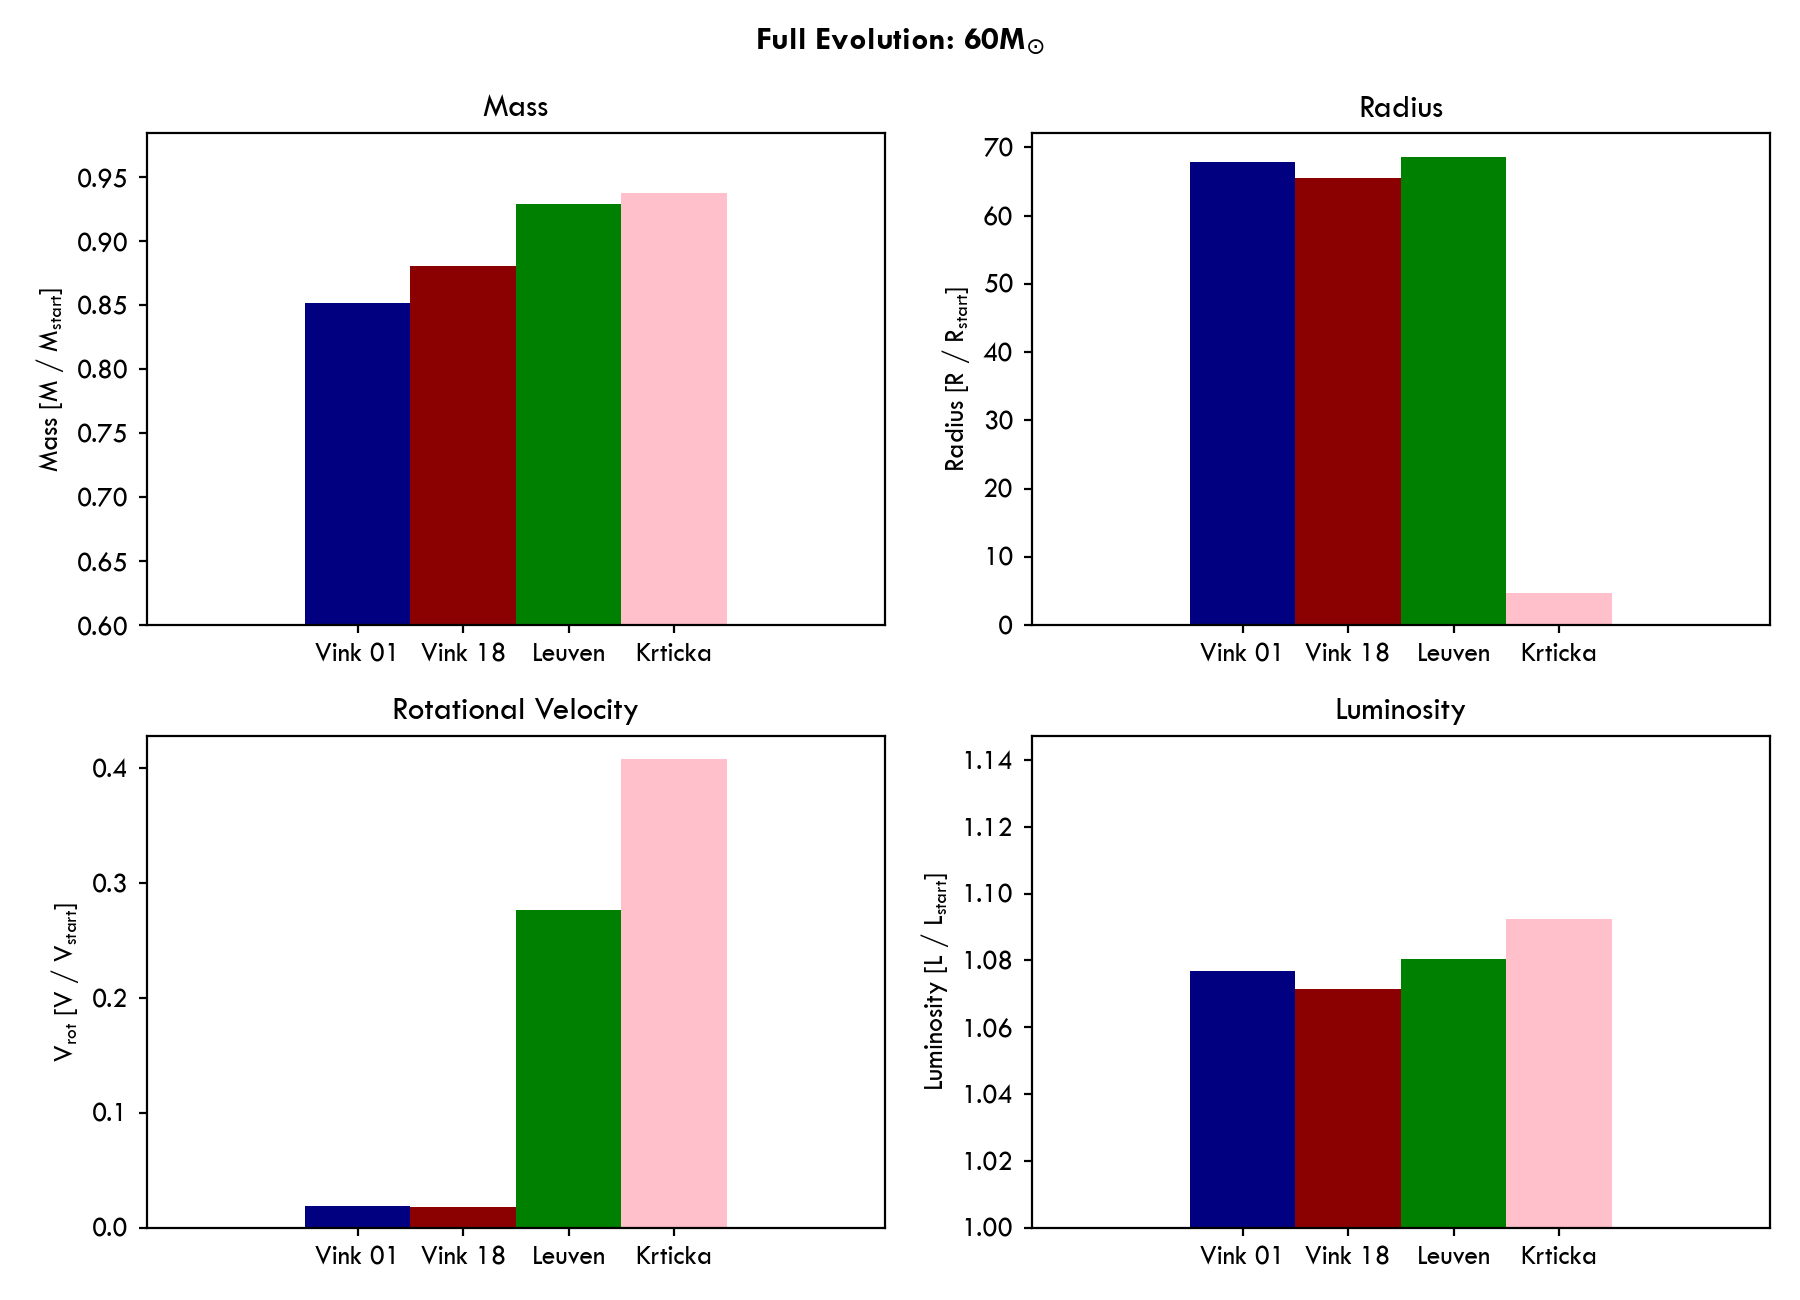 Full Evolution: 60M☉
Mass
Mass [M / Mstart]
0.95
0.90
0.85
0.80
0.75
0.70
0.65
0.60
Vink 01 Vink 18 Leuven Krticka
Radius
Radius [R / Rstart]
70
60
50
40
30
20
10
0
Vink 01 Vink 18 Leuven Krticka
Rotational Velocity
Vrot [V / Vstart]
0.4
0.3
0.2
0.1
0.0
Vink 01 Vink 18 Leuven Krticka
Luminosity
Luminosity [L / Lstart]
1.14
1.12
1.10
1.08
1.06
1.04
1.02
1.00
Vink 01 Vink 18 Leuven Krticka